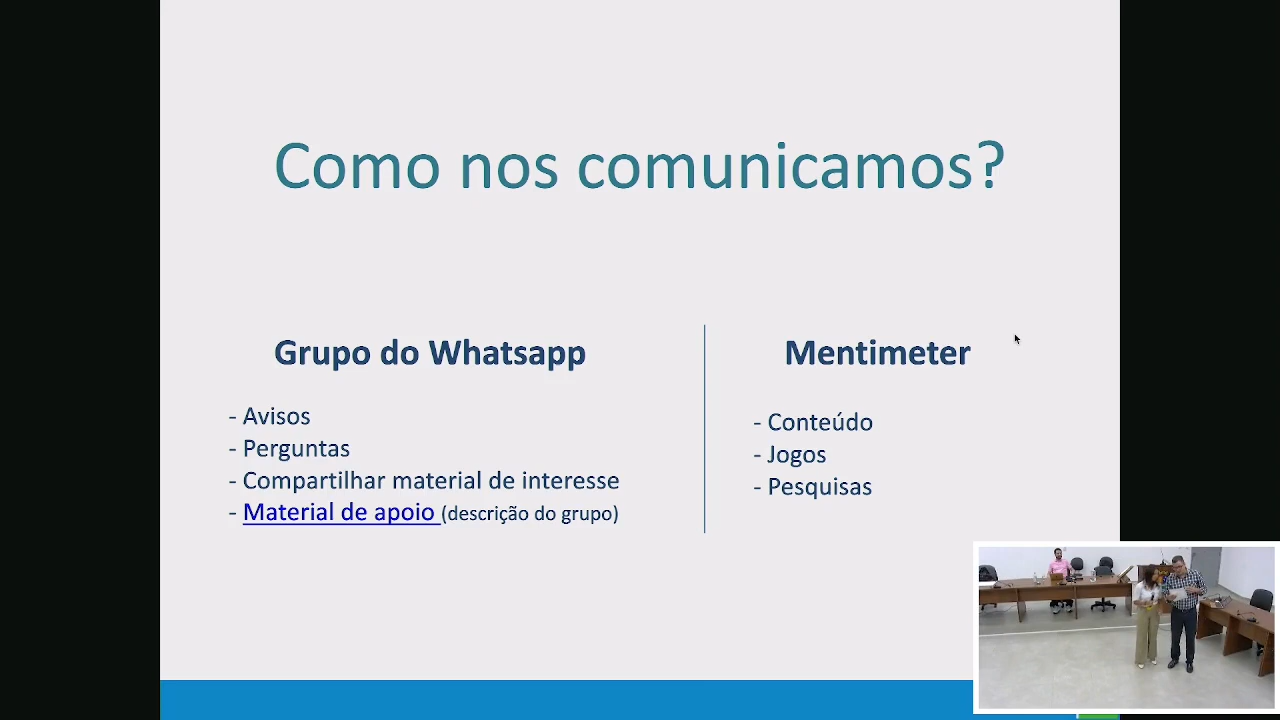 Como nos comunicamos?
Grupo do Whatsapp
- Avisos
- Perguntas
- Compartilhar material de interesse
- Material de apoio (descrição do grupo)
Mentimeter
- Conteúdo
- Jogos
- Pesquisas